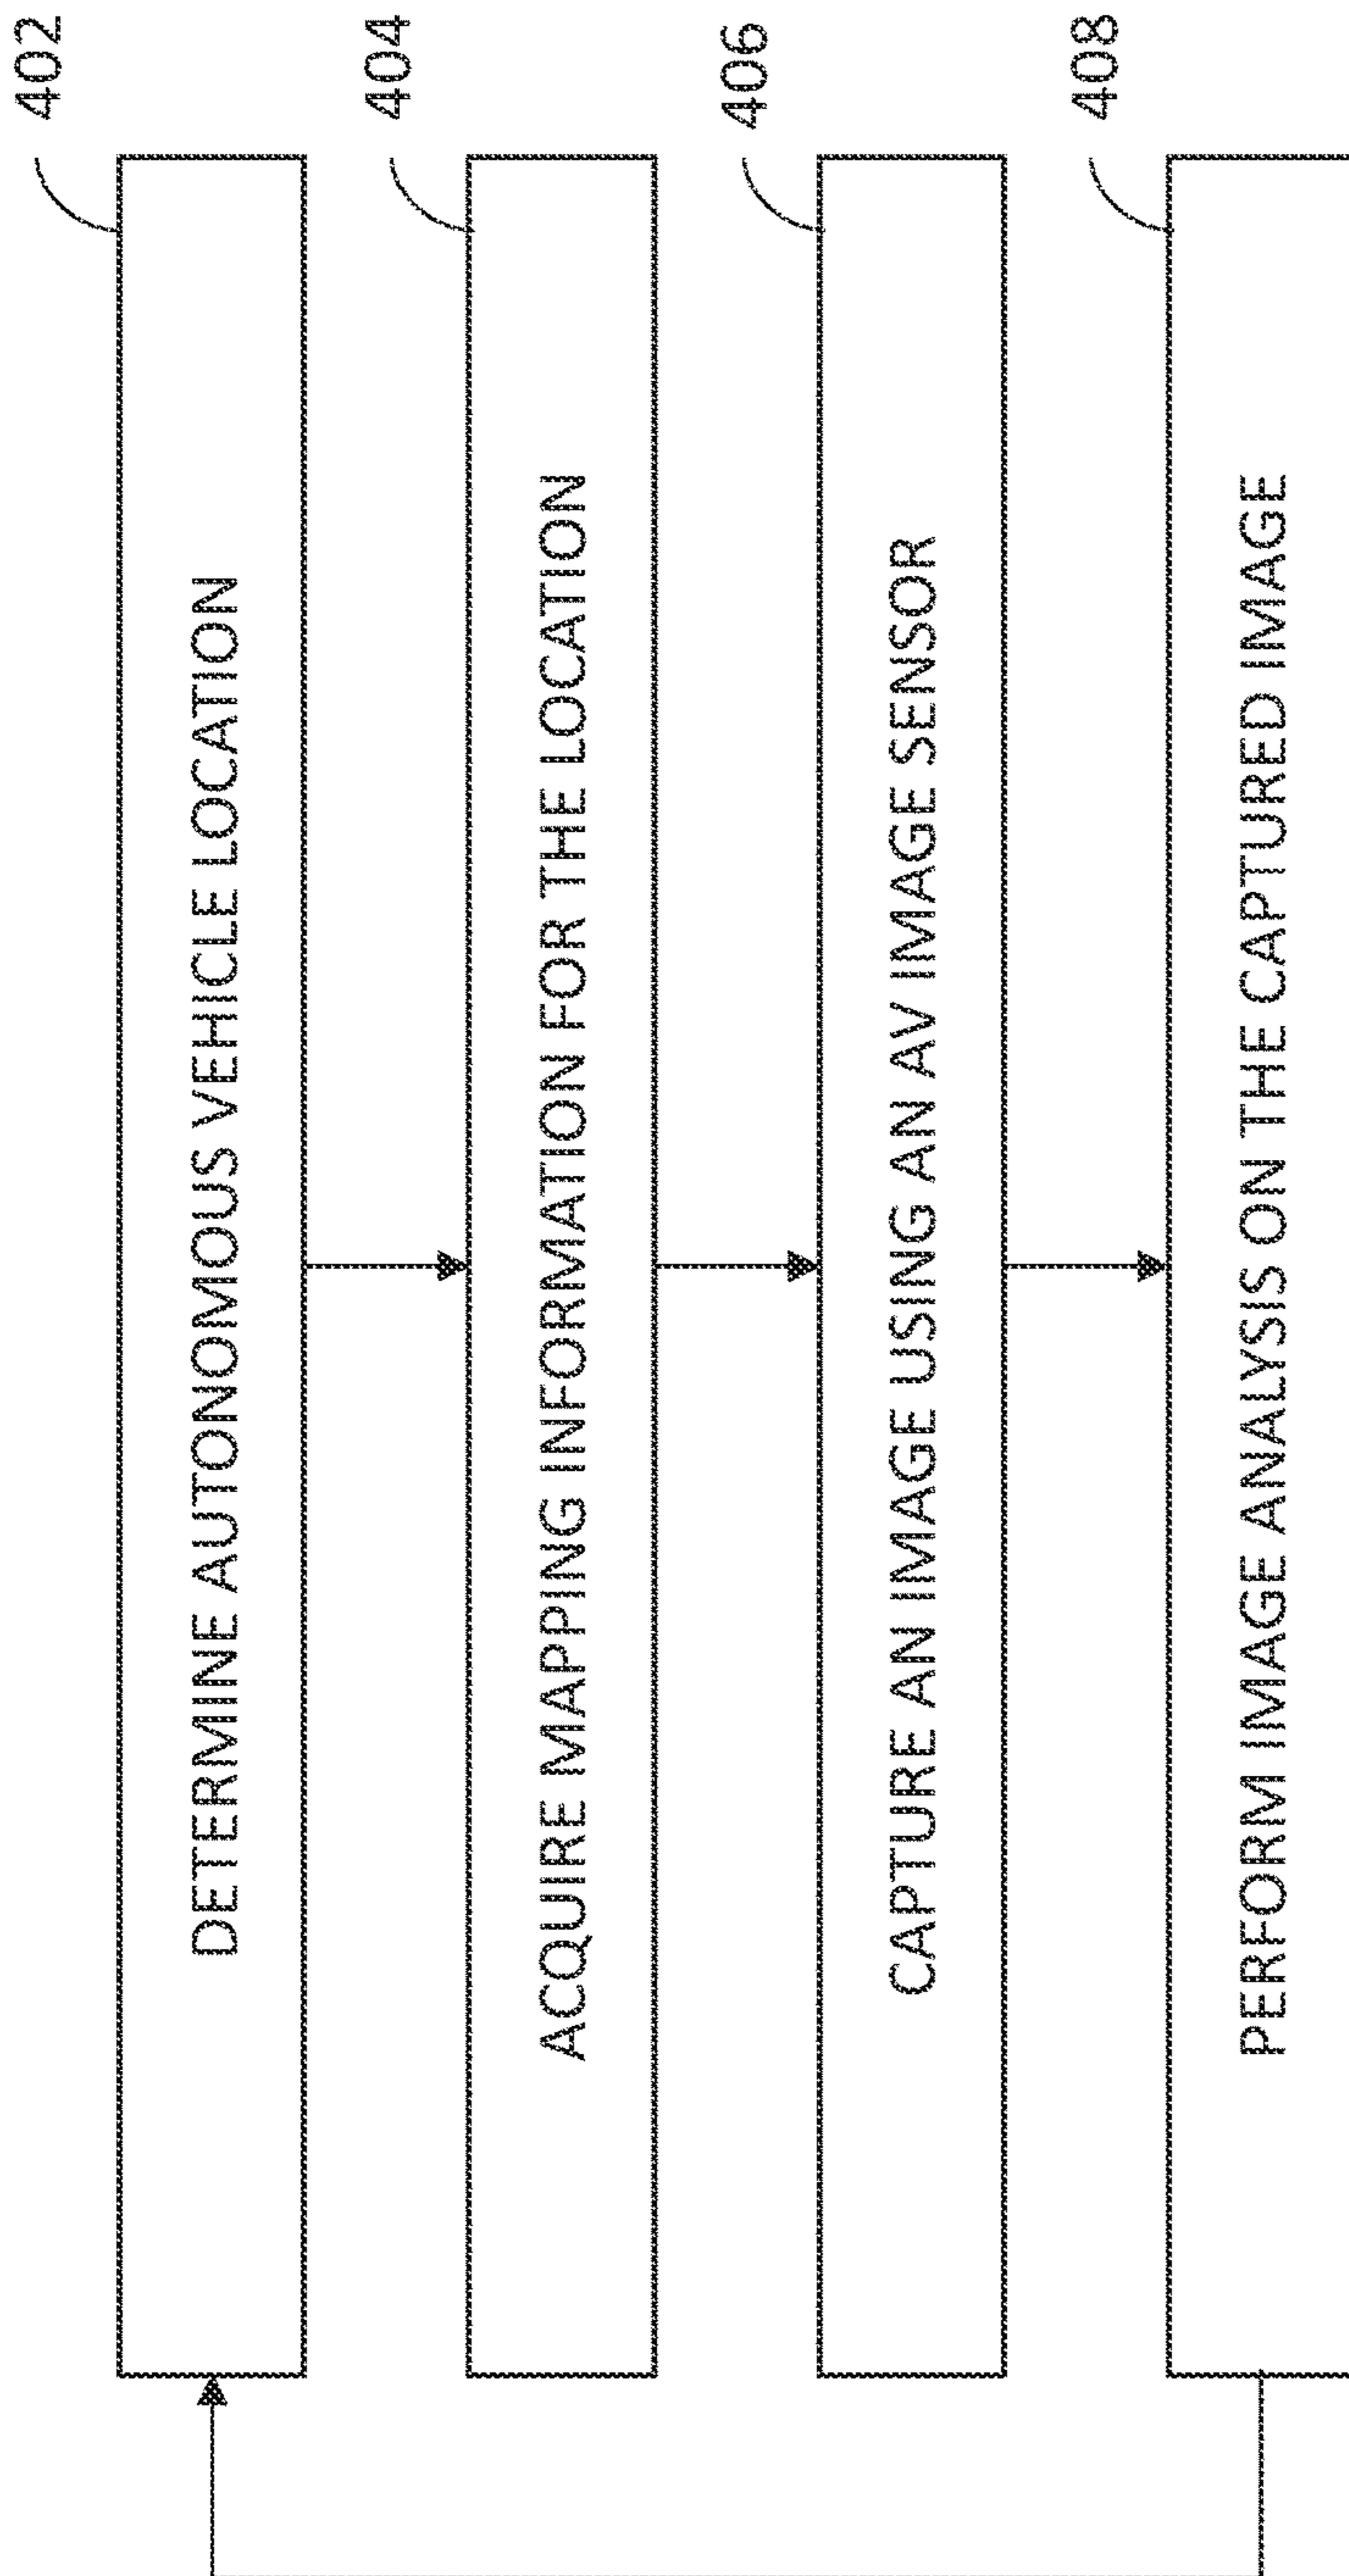 402
DETERMINE AUTONOMOUS VEHICLE LOCATION
404
ACQUIRE MAPPING INFORMATION FOR THE LOCATION
406
CAPTURE AN IMAGE USING AN AV IMAGE SENSOR
408
PERFORM IMAGE ANALYSIS ON THE CAPTURED IMAGE